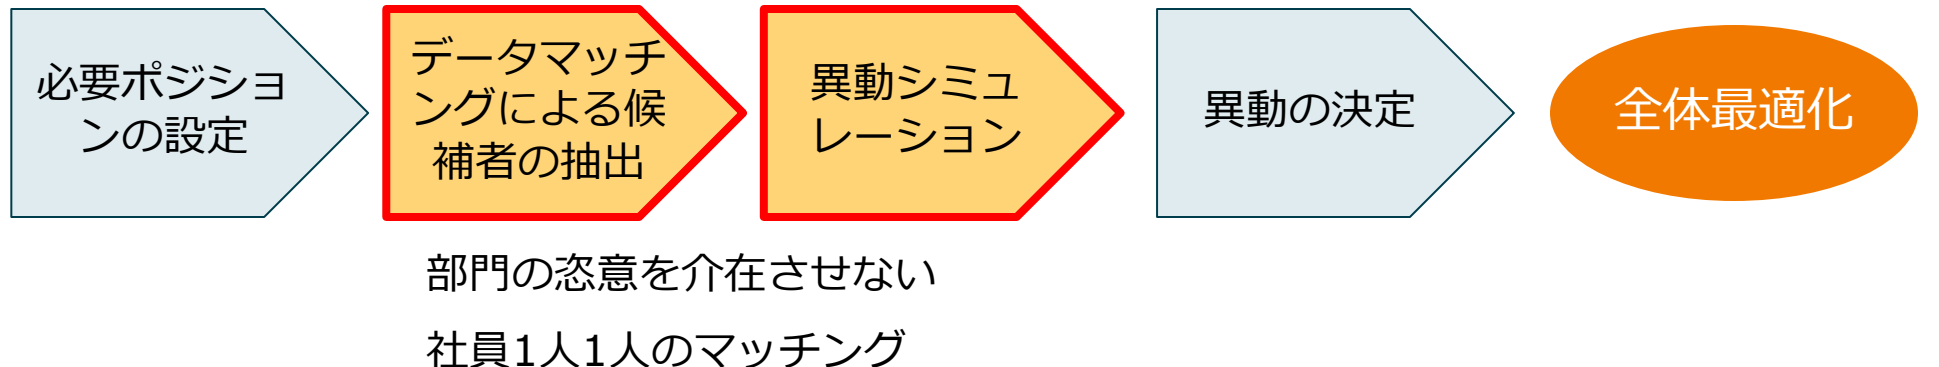 必要ポジショ
ンの設定
データマッチ
ングによる候
補者の抽出
異動シミュ
レーション
異動の決定
全体最適化
部門の恣意を介在させない
社員1人1人のマッチング